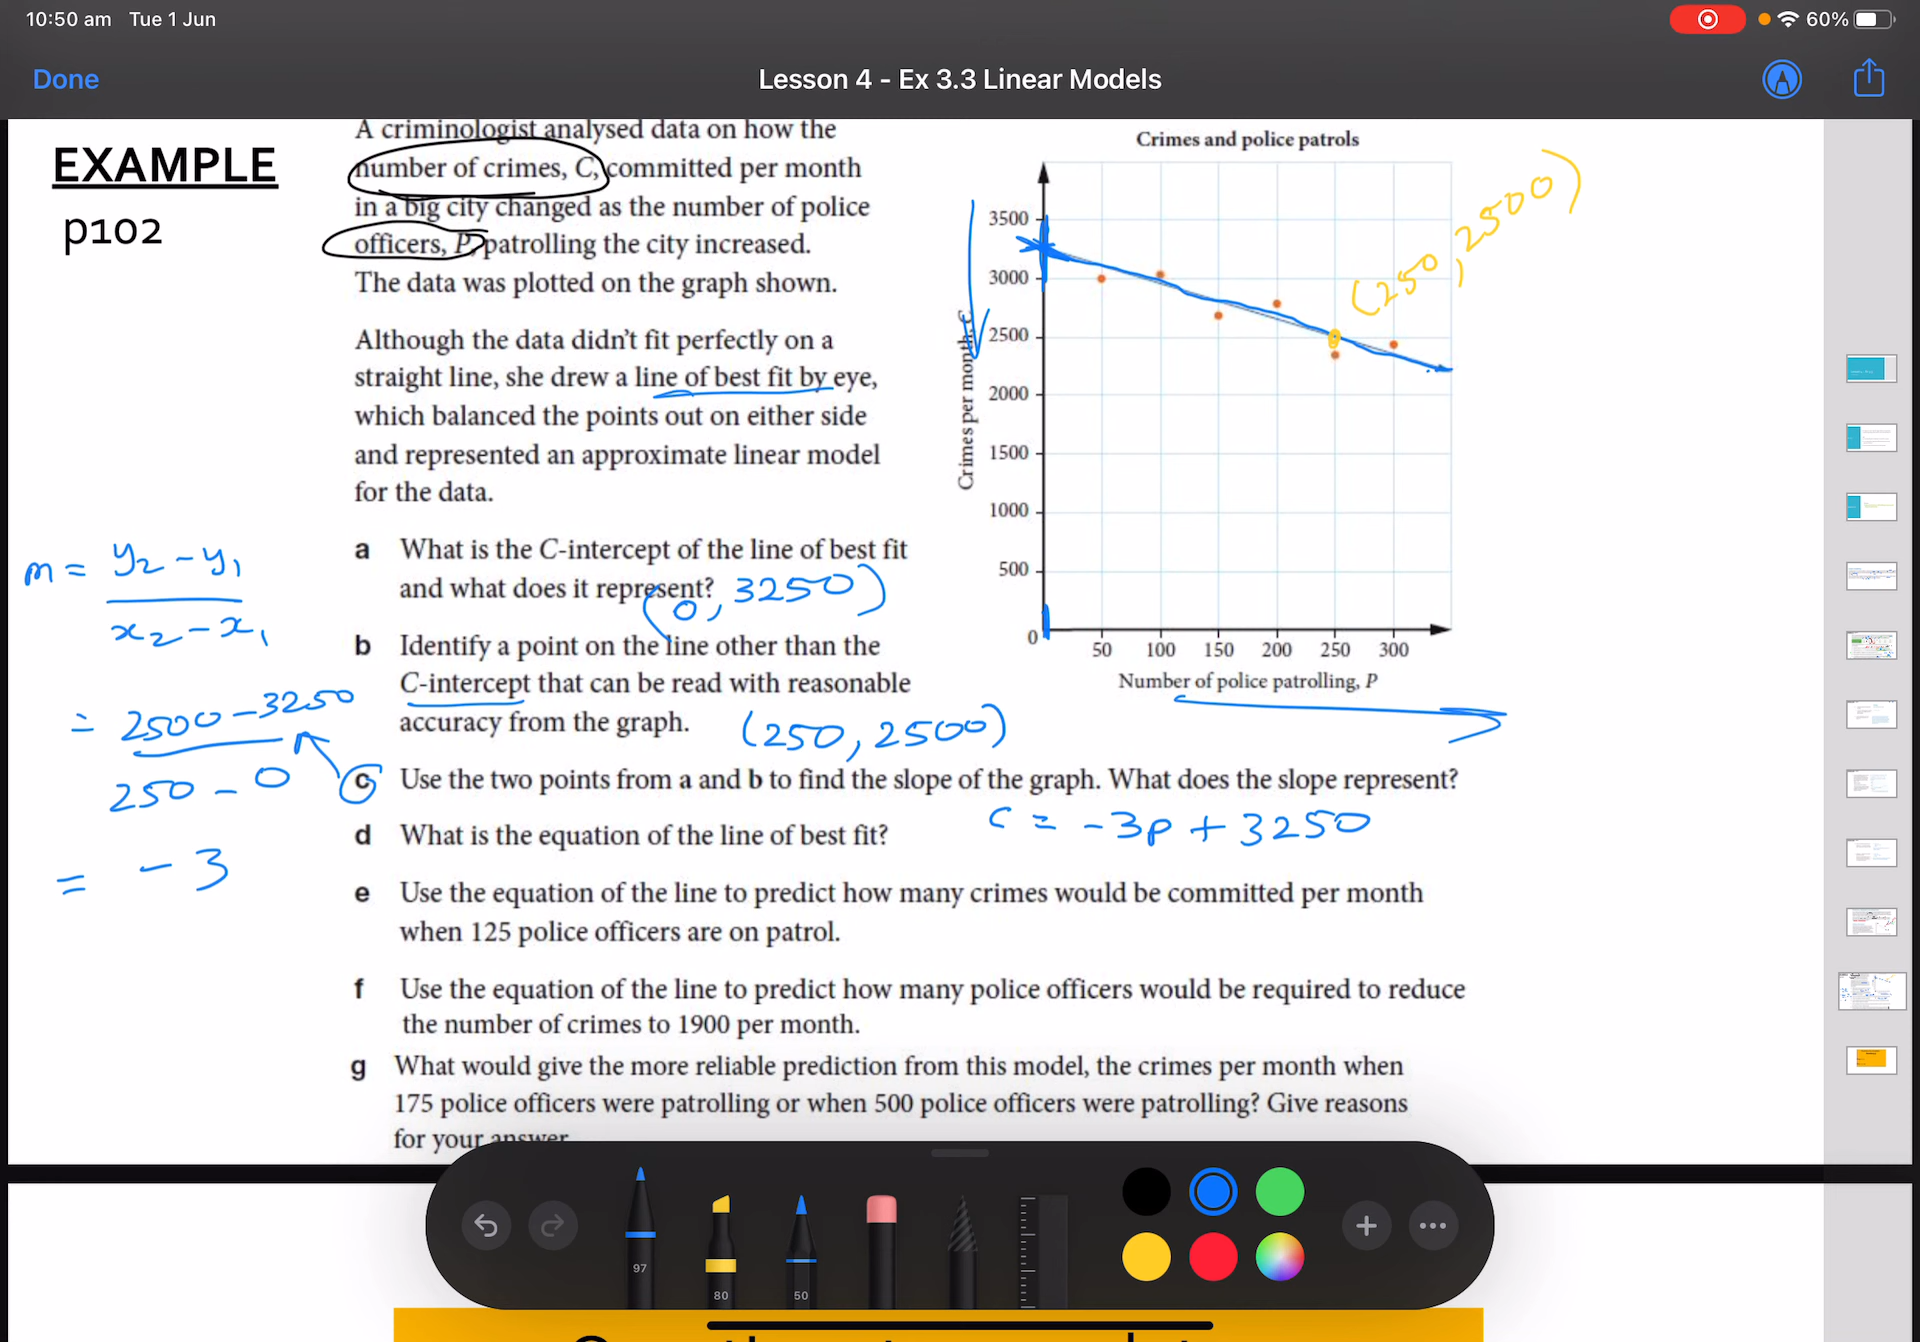 10:50 am Tue 1 Jun
60%
Done
Lesson 4 - Ex 3.3 Linear Models
EXAMPLE
p102
A criminologist analysed data on how the
number of crimes, C, committed per month
in a big city changed as the number of police
officers, P, patrolling the city increased.
The data was plotted on the graph shown.
Although the data didn't fit perfectly on a
straight line, she drew a line of best fit by eye,
which balanced the points out on either side
and represented an approximate linear model
for the data.
Crimes and police patrols
Crimes per month, C
3500
3000
2500
2000
1500
1000
500
0
50 100 150 200 250 300
Number of police patrolling, P
(250, 2500)
a What is the C-intercept of the line of best fit
and what does it represent?
(0, 3250)
b Identify a point on the line other than the
C-intercept that can be read with reasonable
accuracy from the graph.
(250, 2500)
c Use the two points from a and b to find the slope of the graph. What does the slope represent?
C = -3P + 3250
d What is the equation of the line of best fit?
e Use the equation of the line to predict how many crimes would be committed per month
when 125 police officers are on patrol.
f Use the equation of the line to predict how many police officers would be required to reduce
the number of crimes to 1900 per month.
g What would give the more reliable prediction from this model, the crimes per month when
175 police officers were patrolling or when 500 police officers were patrolling? Give reasons
for your answer
m = y2 - y1
x2 - x1
= 2500 - 3250
250 - 0
= -3
97
80
50